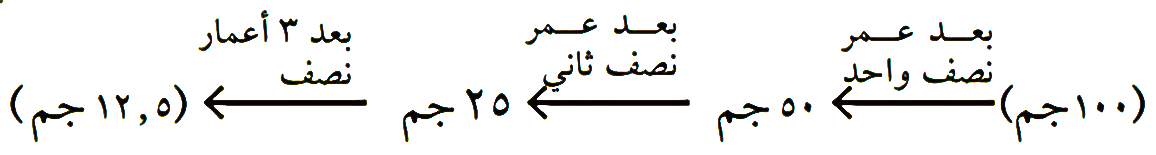 بعد عمر
نصف واحد
بعد عمر
نصف ثاني
بعد ٣ أعمار
نصف
(١٠٠جم) ٥٠ جم ٢٥ جم (١٢,٥ جم)